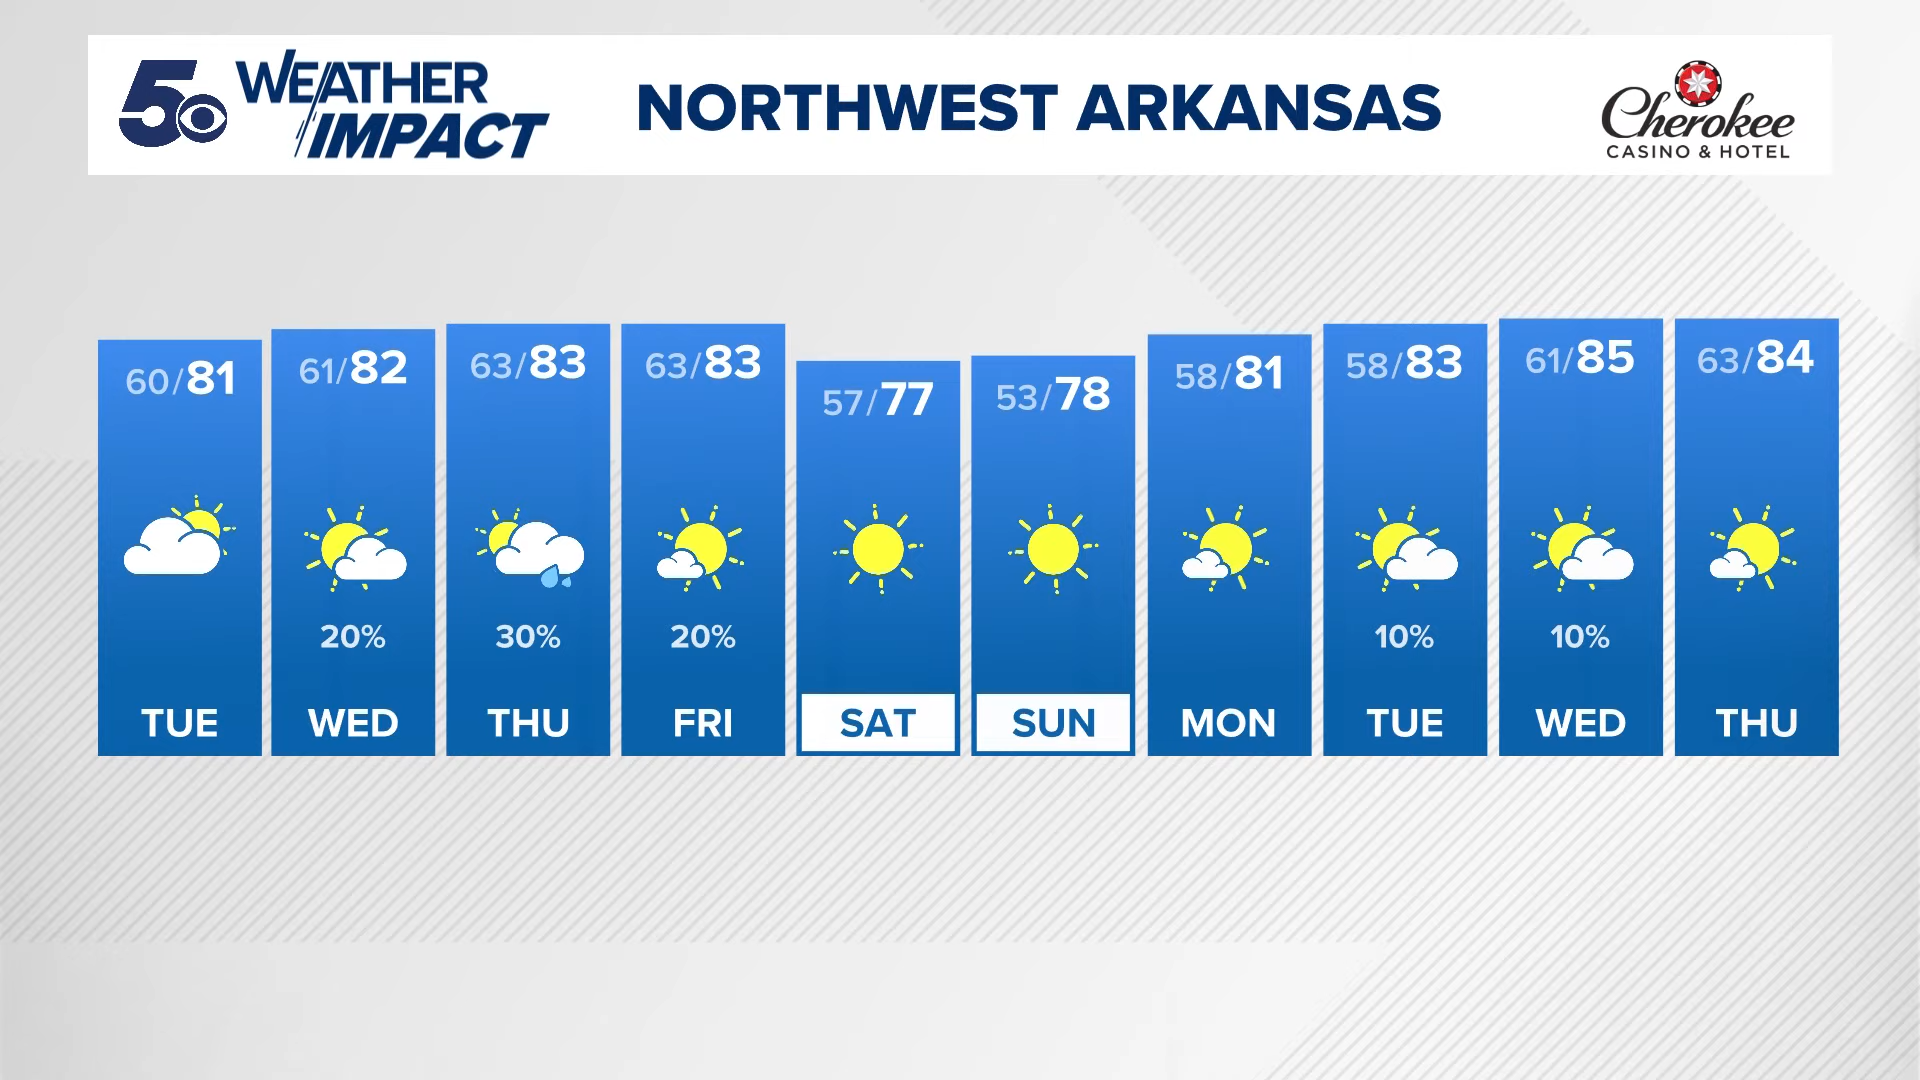 5 WEATHER IMPACT
NORTHWEST ARKANSAS
Cherokee
CASINO & HOTEL
60/81
61/82
63/83
63/83
57/77
53/78
58/81
58/83
61/85
63/84
20%
30%
20%
10%
10%
TUE
WED
THU
FRI
SAT
SUN
MON
TUE
WED
THU